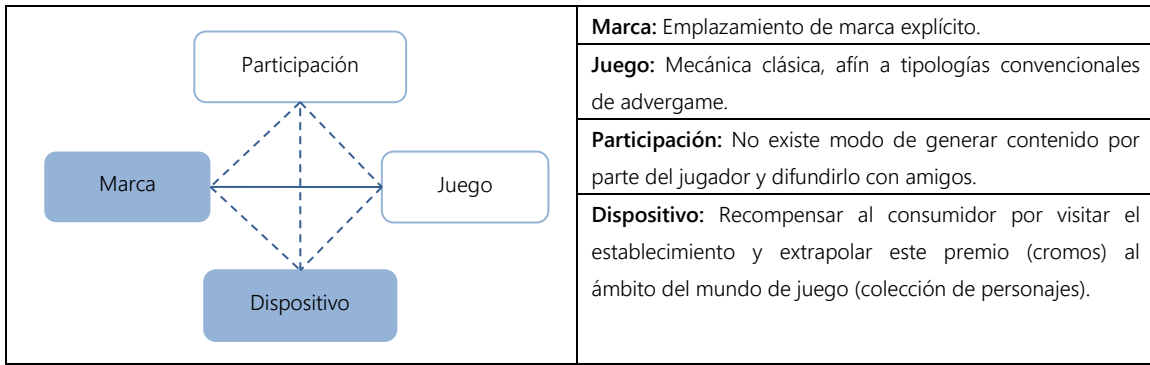 Participación
Marca
Juego
Dispositivo
Marca: Emplazamiento de marca explícito.
Juego: Mecánica clásica, afín a tipologías convencionales
de advergame.
Participación: No existe modo de generar contenido por
parte del jugador y difundirlo con amigos.
Dispositivo: Recompensar al consumidor por visitar el
establecimiento y extrapolar este premio (cromos) al
ámbito del mundo de juego (colección de personajes).